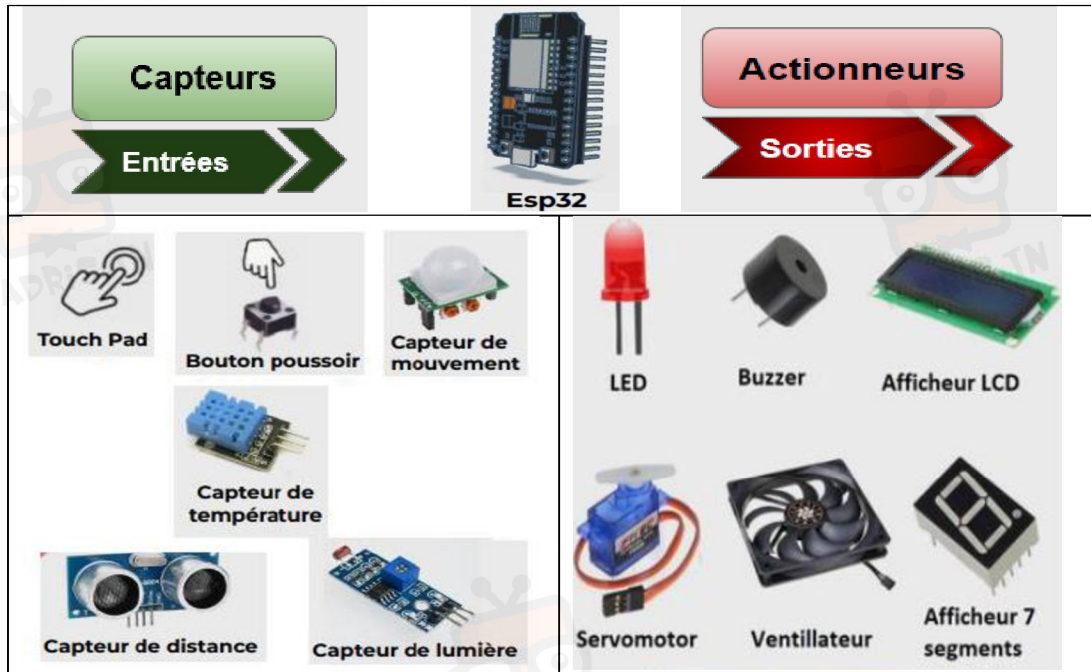 Capteurs
Entrées
Esp32
Actionneurs
Sorties
Touch Pad
Bouton poussoir
Capteur de
mouvement
Capteur de
température
Capteur de distance
Capteur de lumière
LED
Buzzer
Afficheur LCD
Servomotor
Ventillateur
Afficheur 7
segments